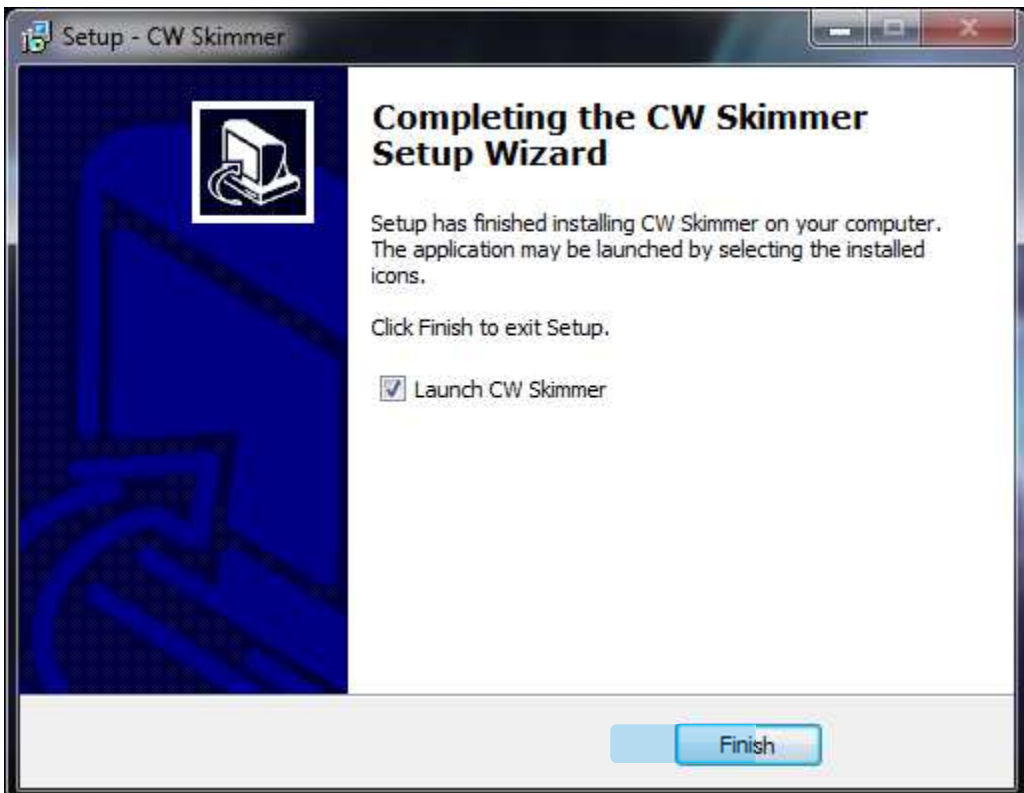 Setup - CW Skimmer
Completing the CW Skimmer
Setup Wizard
Setup has finished installing CW Skimmer on your computer.
The application may be launched by selecting the installed
icons.
Click Finish to exit Setup.
Launch CW Skimmer
Finish